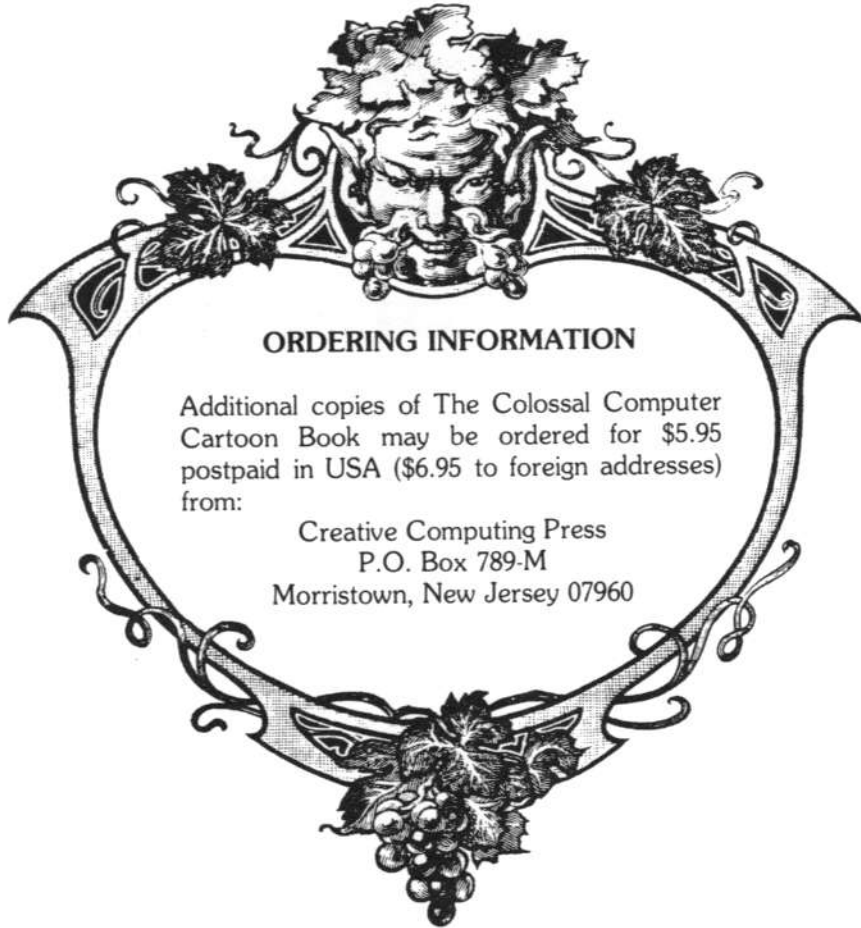 ORDERING INFORMATION
Additional copies of The Colossal Computer
Cartoon Book may be ordered for $5.95
postpaid in USA ($6.95 to foreign addresses)
from:
Creative Computing Press
P.O. Box 789-M
Morristown, New Jersey 07960